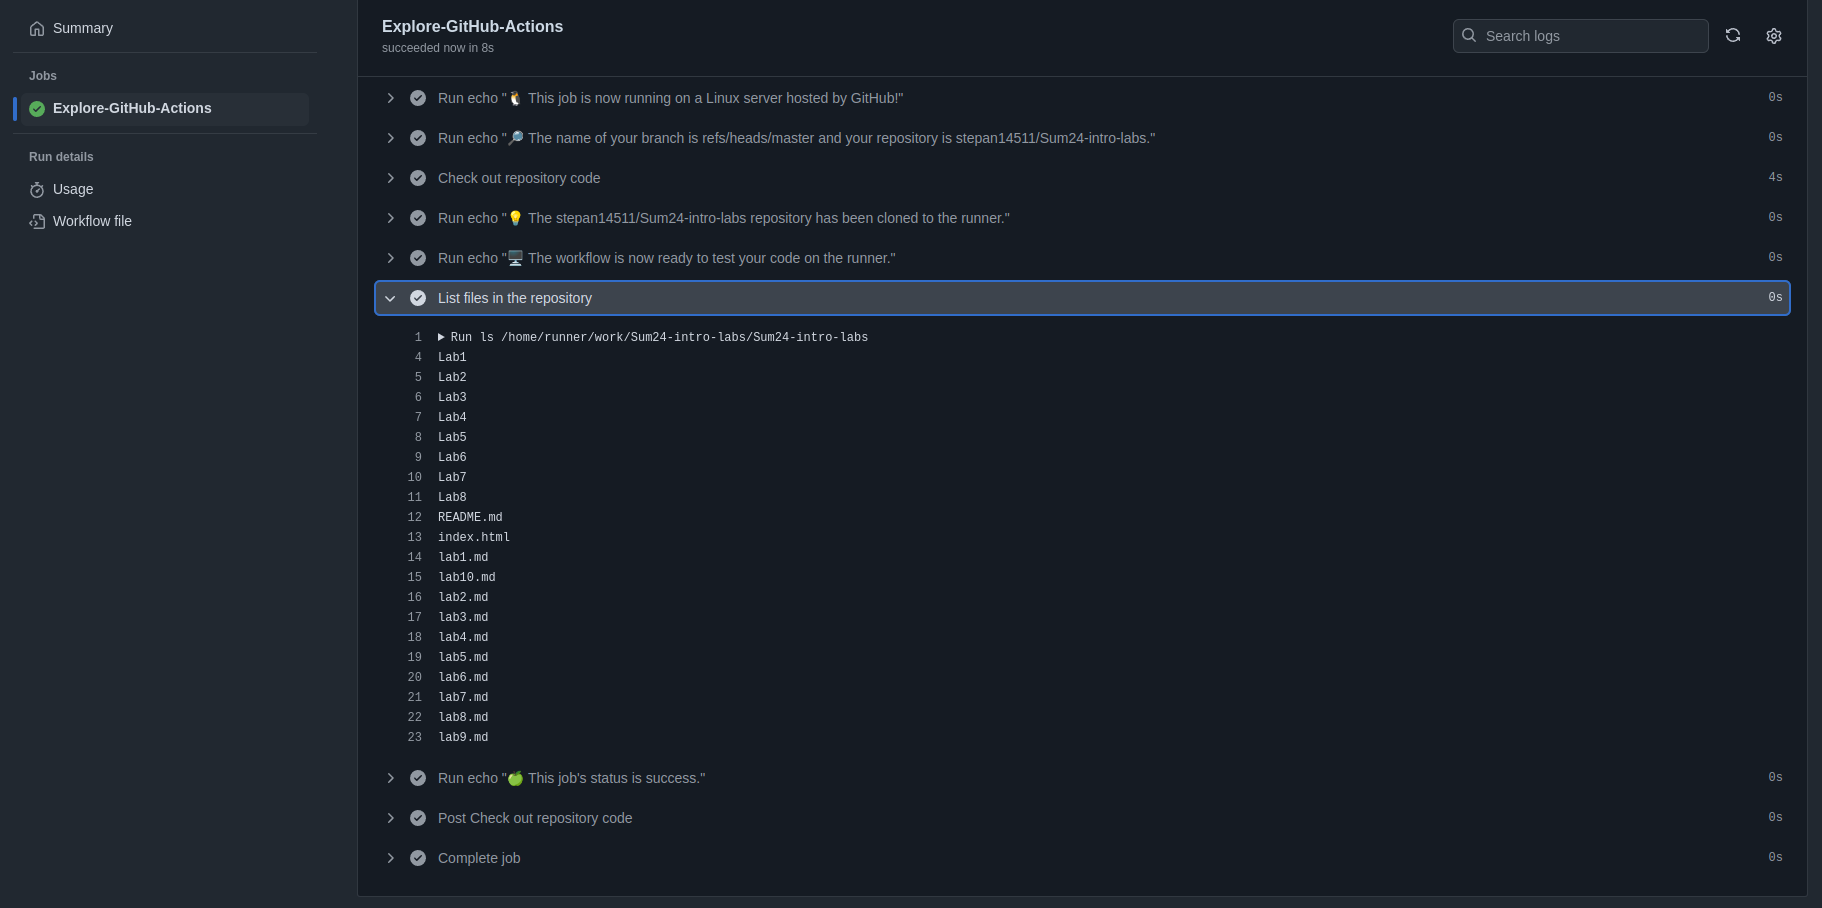 Summary
Jobs
Explore-GitHub-Actions
Run details
Usage
Workflow file
Explore-GitHub-Actions
succeeded now in 8s
Search logs
Run echo "🐧 This job is now running on a Linux server hosted by GitHub!" 0s
Run echo "🔎 The name of your branch is refs/heads/master and your repository is stepan14511/Sum24-intro-labs." 0s
Check out repository code 4s
Run echo "💡 The stepan14511/Sum24-intro-labs repository has been cloned to the runner." 0s
Run echo "🖥️ The workflow is now ready to test your code on the runner." 0s
List files in the repository 0s
1 ▶ Run ls /home/runner/work/Sum24-intro-labs/Sum24-intro-labs
4 Lab1
5 Lab2
6 Lab3
7 Lab4
8 Lab5
9 Lab6
10 Lab7
11 Lab8
12 README.md
13 index.html
14 lab1.md
15 lab10.md
16 lab2.md
17 lab3.md
18 lab4.md
19 lab5.md
20 lab6.md
21 lab7.md
22 lab8.md
23 lab9.md
Run echo "🍏 This job's status is success." 0s
Post Check out repository code 0s
Complete job 0s